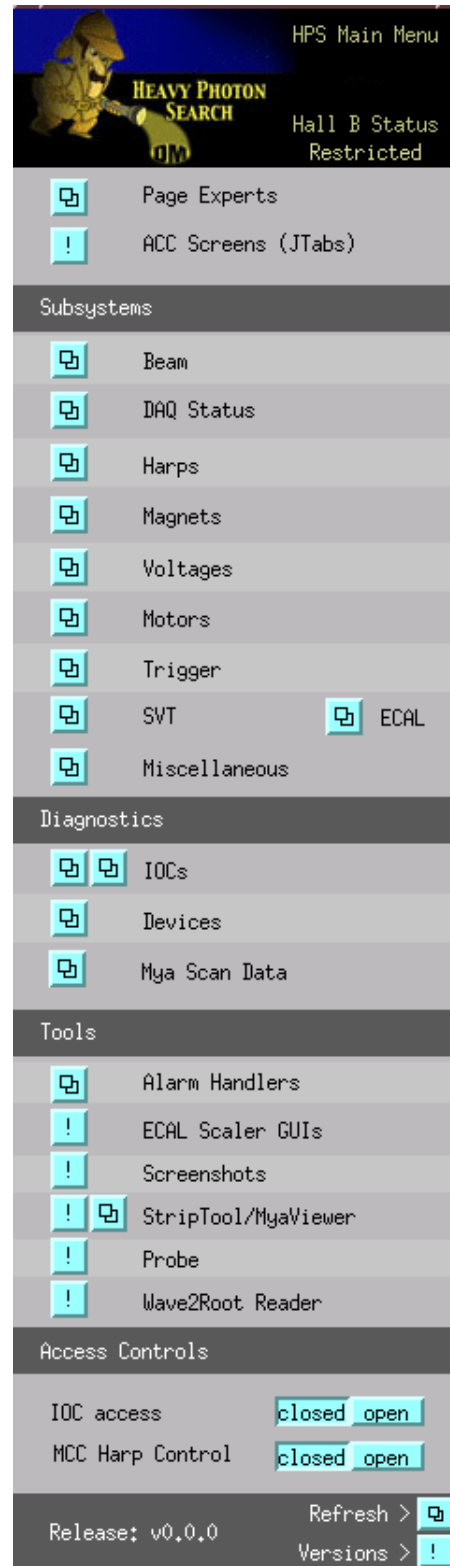 HPS Main Menu
HEAVY PHOTON
SEARCH
Hall B Status
DM
Restricted
Page Experts
! ACC Screens (JTabs)
Subsystems
Beam
DAQ Status
Harps
Magnets
Voltages
Motors
Trigger
SVT ECAL
Miscellaneous
Diagnostics
IOCs
Devices
Mya Scan Data
Tools
Alarm Handlers
! ECAL Scaler GUIs
! Screenshots
! StripTool/MyaViewer
! Probe
! Wave2Root Reader
Access Controls
IOC access closed open
MCC Harp Control closed open
Refresh >
Release: v0.0.0
Versions > !